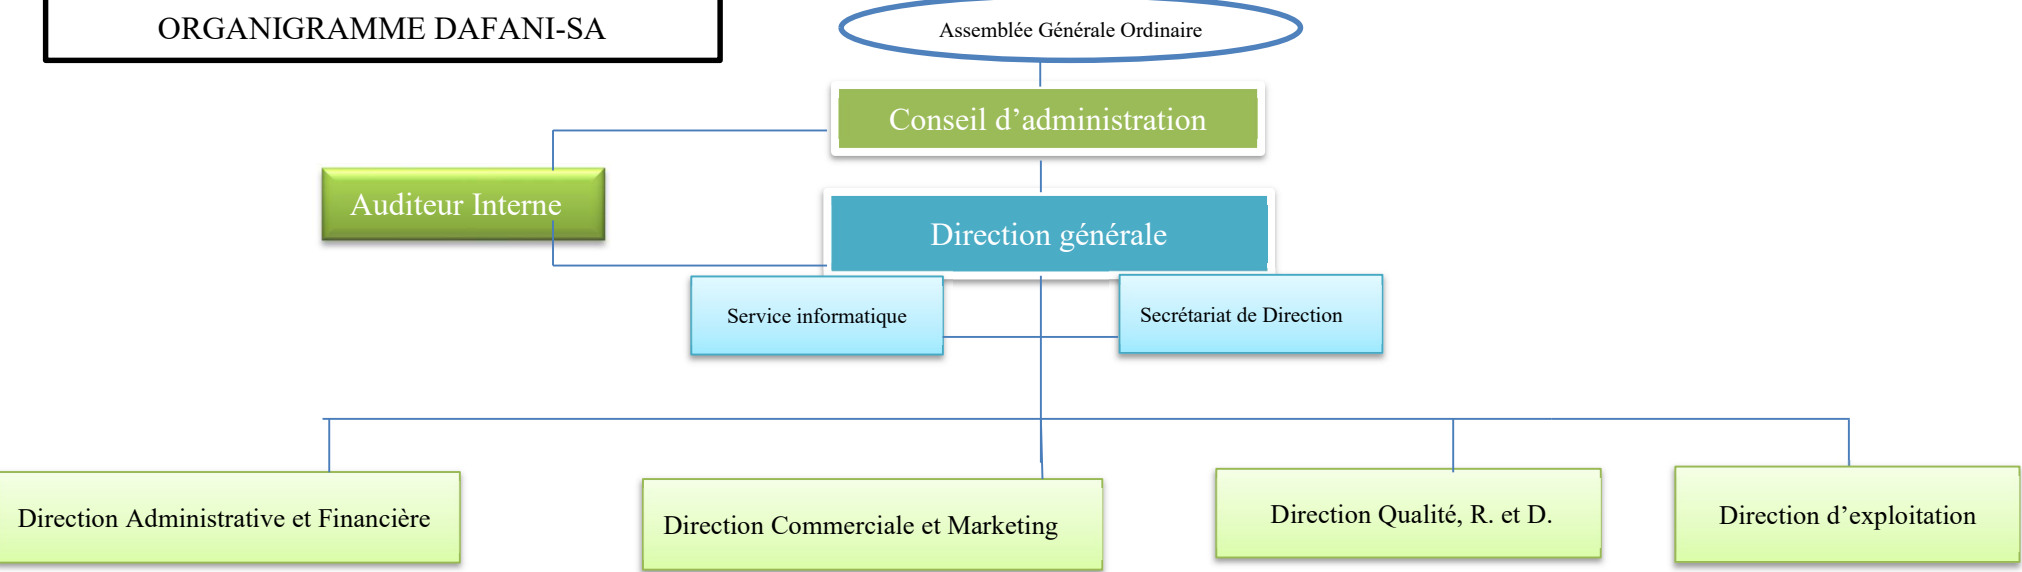 ORGANIGRAMME DAFANI-SA
Assemblée Générale Ordinaire
Conseil d’administration
Auditeur Interne
Direction générale
Service informatique
Secrétariat de Direction
Direction Administrative et Financière
Direction Commerciale et Marketing
Direction Qualité, R. et D.
Direction d’exploitation